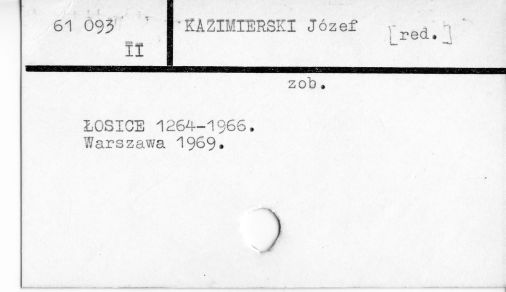 61 093
II
KAZIMIERSKI Józef [red.]
zob.
ŁOSICE 1264-1966.
Warszawa 1969.